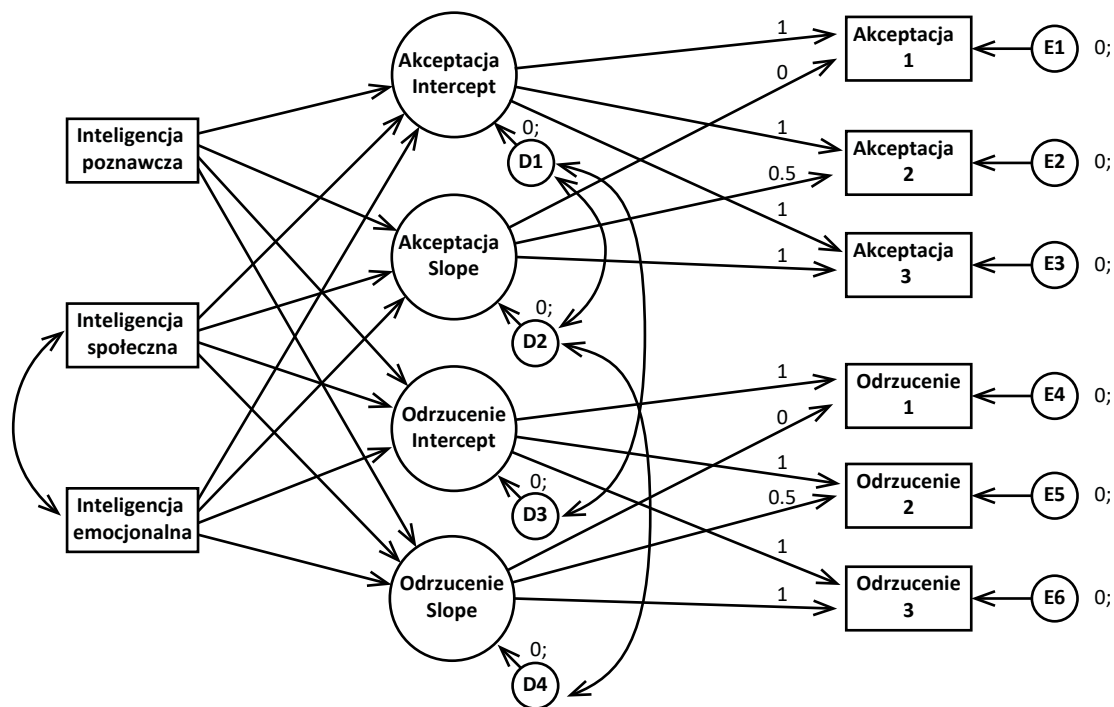 Inteligencja
poznawcza
Inteligencja
społeczna
Inteligencja
emocjonalna
Akceptacja
Intercept
0;
D1
Akceptacja
Slope
0;
D2
Odrzucenie
Intercept
0;
D3
Odrzucenie
Slope
0;
D4
1
0
1
0.5
1
1
1
0
1
0.5
1
1
Akceptacja
1
E1 0;
Akceptacja
2
E2 0;
Akceptacja
3
E3 0;
Odrzucenie
1
E4 0;
Odrzucenie
2
E5 0;
Odrzucenie
3
E6 0;